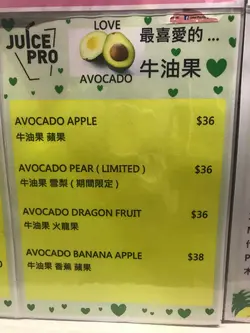 JUICE
PRO
LOVE
AVOCADO
最喜愛的 ...
牛油果
AVOCADO APPLE $36
牛油果 蘋果
AVOCADO PEAR ( LIMITED ) $36
牛油果 雪梨 ( 期間限定 )
AVOCADO DRAGON FRUIT $36
牛油果 火龍果
AVOCADO BANANA APPLE $38
牛油果 香蕉 蘋果